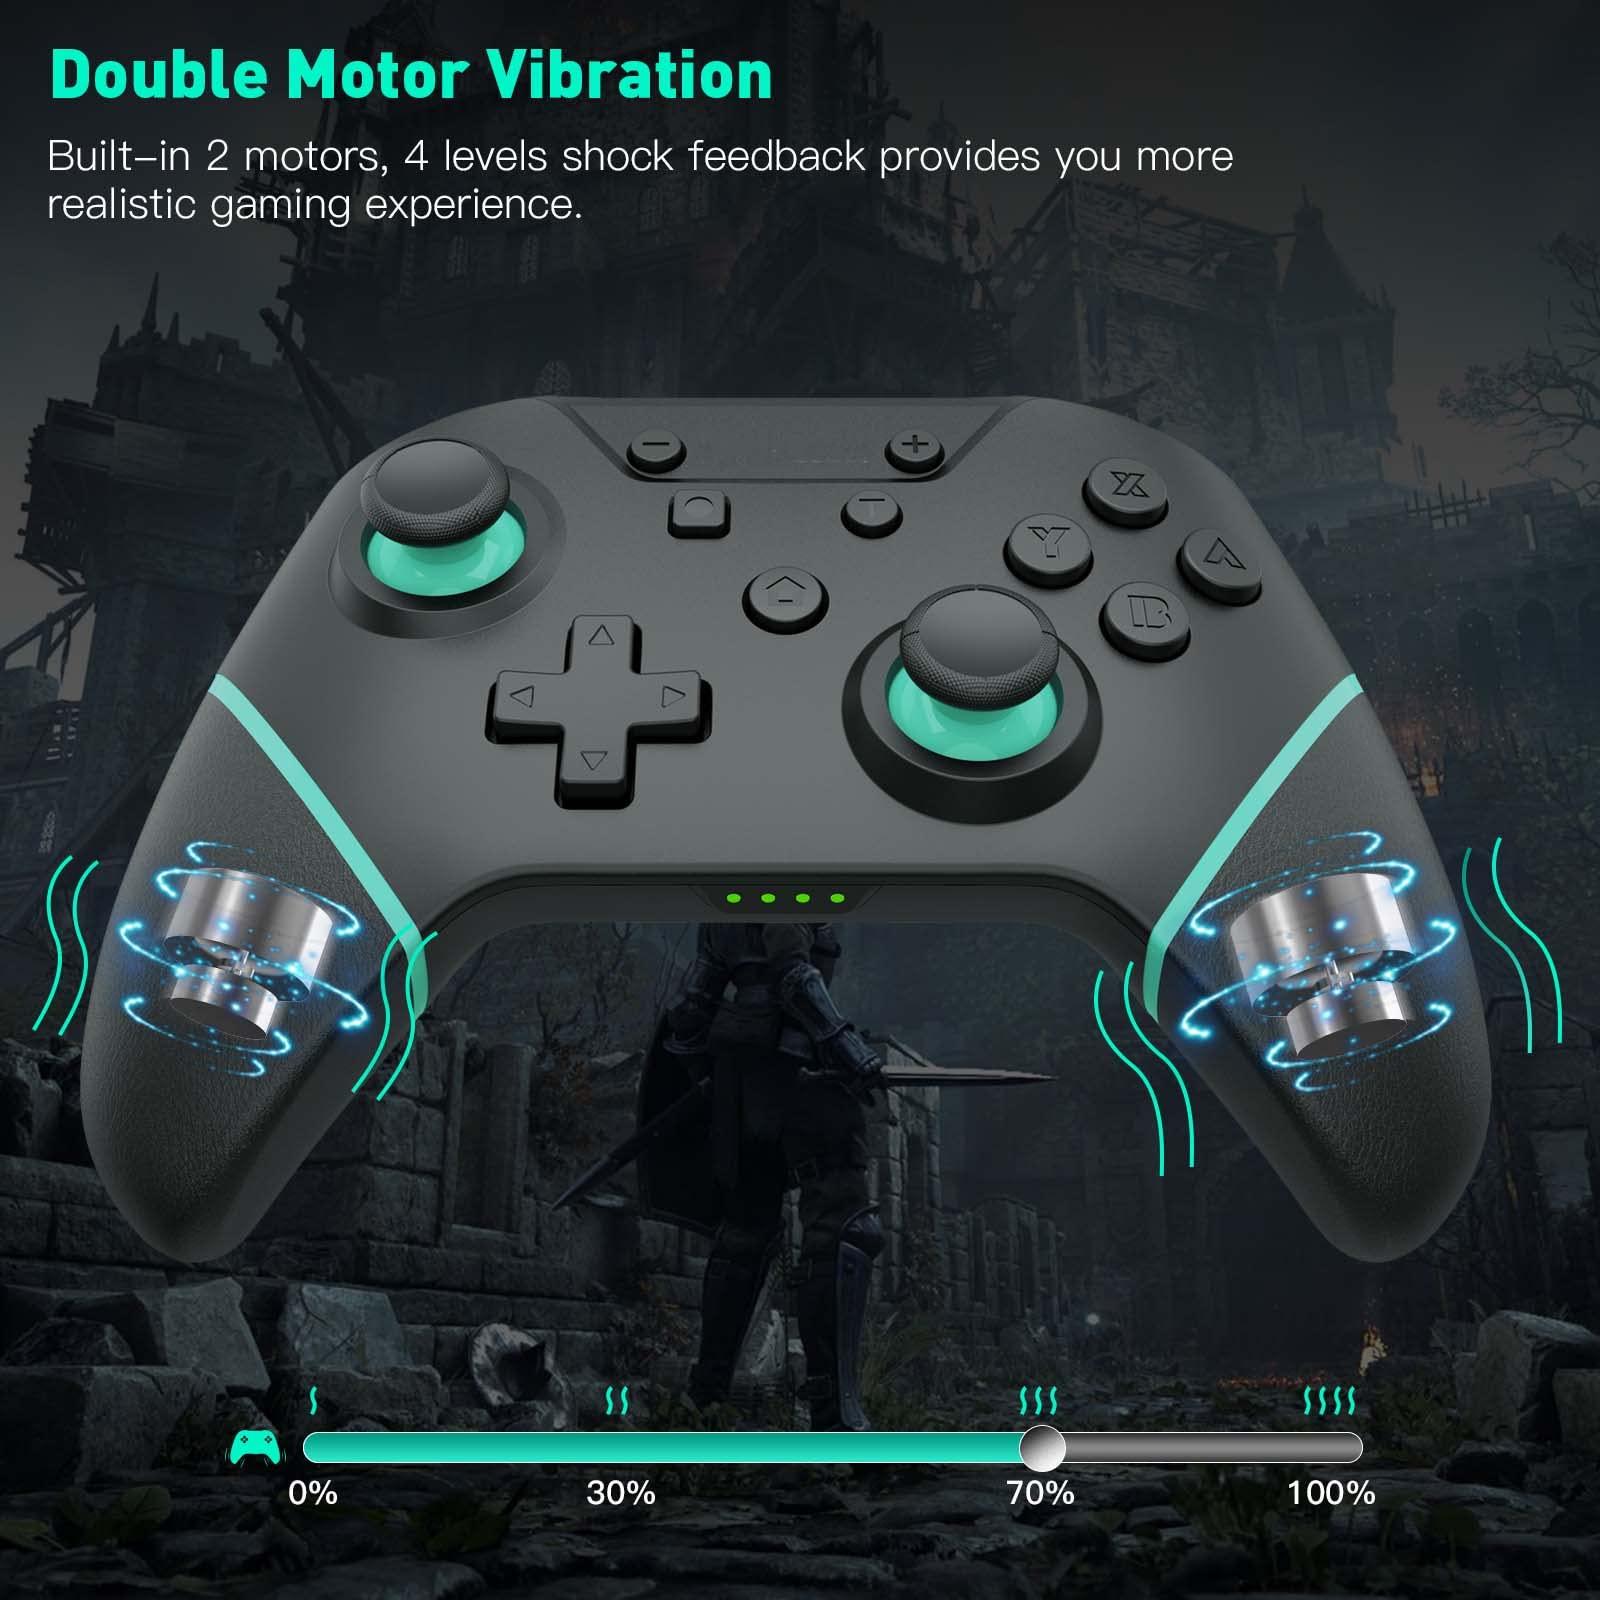 Double Motor Vibration
Built-in 2 motors, 4 levels shock feedback provides you more
realistic gaming experience.
X
T
Y
A
B
0%
30%
70%
100%